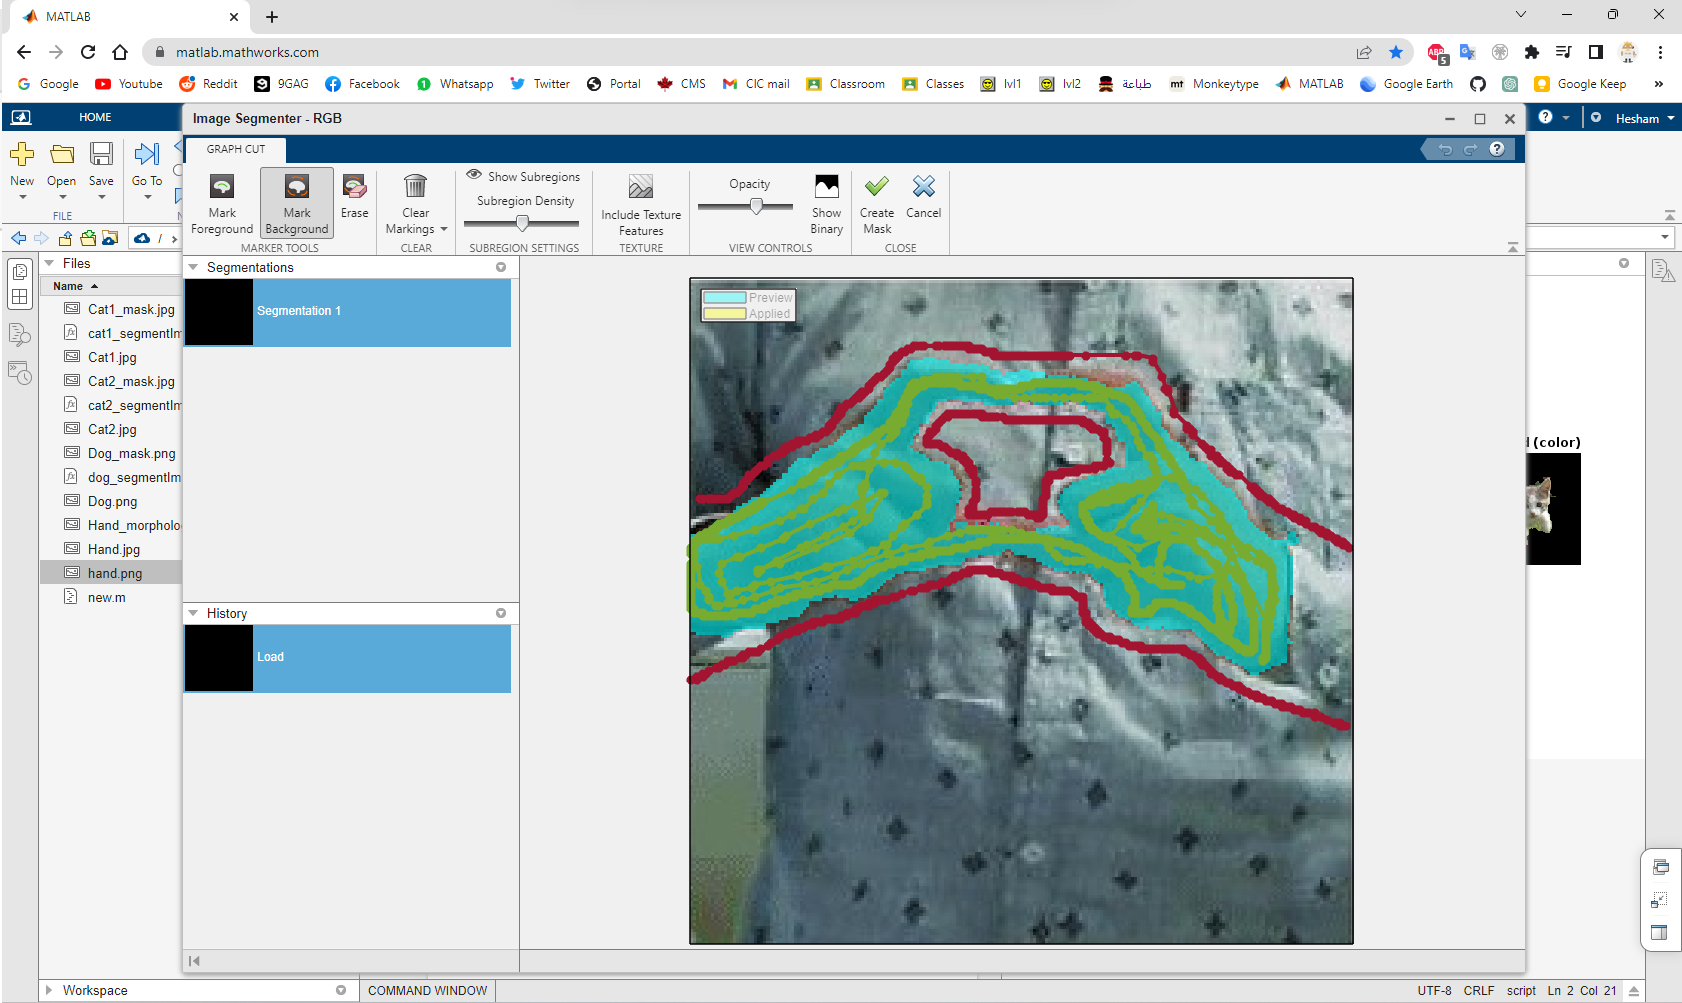 MATLAB
matlab.mathworks.com
ABP
5
Google
Youtube
Reddit
9GAG
Facebook
Whatsapp
Twitter
Portal
CMS
CIC mail
Classroom
Classes
lvl1
lvl2
طباعة
mt
Monkeytype
MATLAB
Google Earth
Google Keep
»
HOME
Image Segmenter - RGB
Hesham
GRAPH CUT
New
Open
Save
Go To
FILE
Mark Foreground
Mark Background
Erase
MARKER TOOLS
Clear Markings
CLEAR
Show Subregions
Subregion Density
SUBREGION SETTINGS
Include Texture Features
TEXTURE
Opacity
Show Binary
VIEW CONTROLS
Create Mask
Cancel
CLOSE
/
Files
Name
Cat1_mask.jpg
cat1_segmentIm
Cat1.jpg
Cat2_mask.jpg
cat2_segmentIm
Cat2.jpg
Dog_mask.png
dog_segmentIm
Dog.png
Hand_morpholo
Hand.jpg
hand.png
new.m
Segmentations
Segmentation 1
History
Load
Preview
Applied
d (color)
Workspace
COMMAND WINDOW
UTF-8 CRLF script Ln 2 Col 21